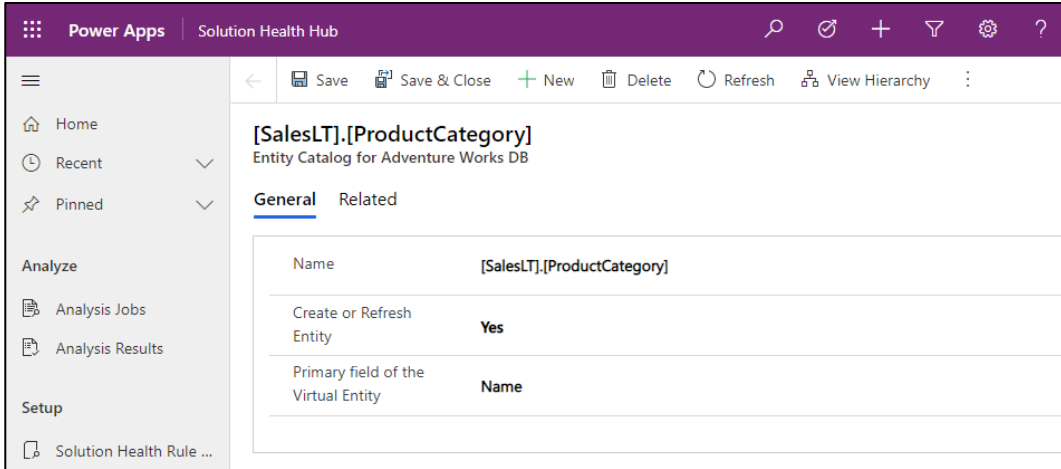 Power Apps Solution Health Hub
Save Save & Close New Delete Refresh View Hierarchy
Home
Recent
Pinned
Analyze
Analysis Jobs
Analysis Results
Setup
Solution Health Rule ...
[SalesLT].[ProductCategory]
Entity Catalog for Adventure Works DB
General Related
Name [SalesLT].[ProductCategory]
Create or Refresh
Entity Yes
Primary field of the
Virtual Entity Name